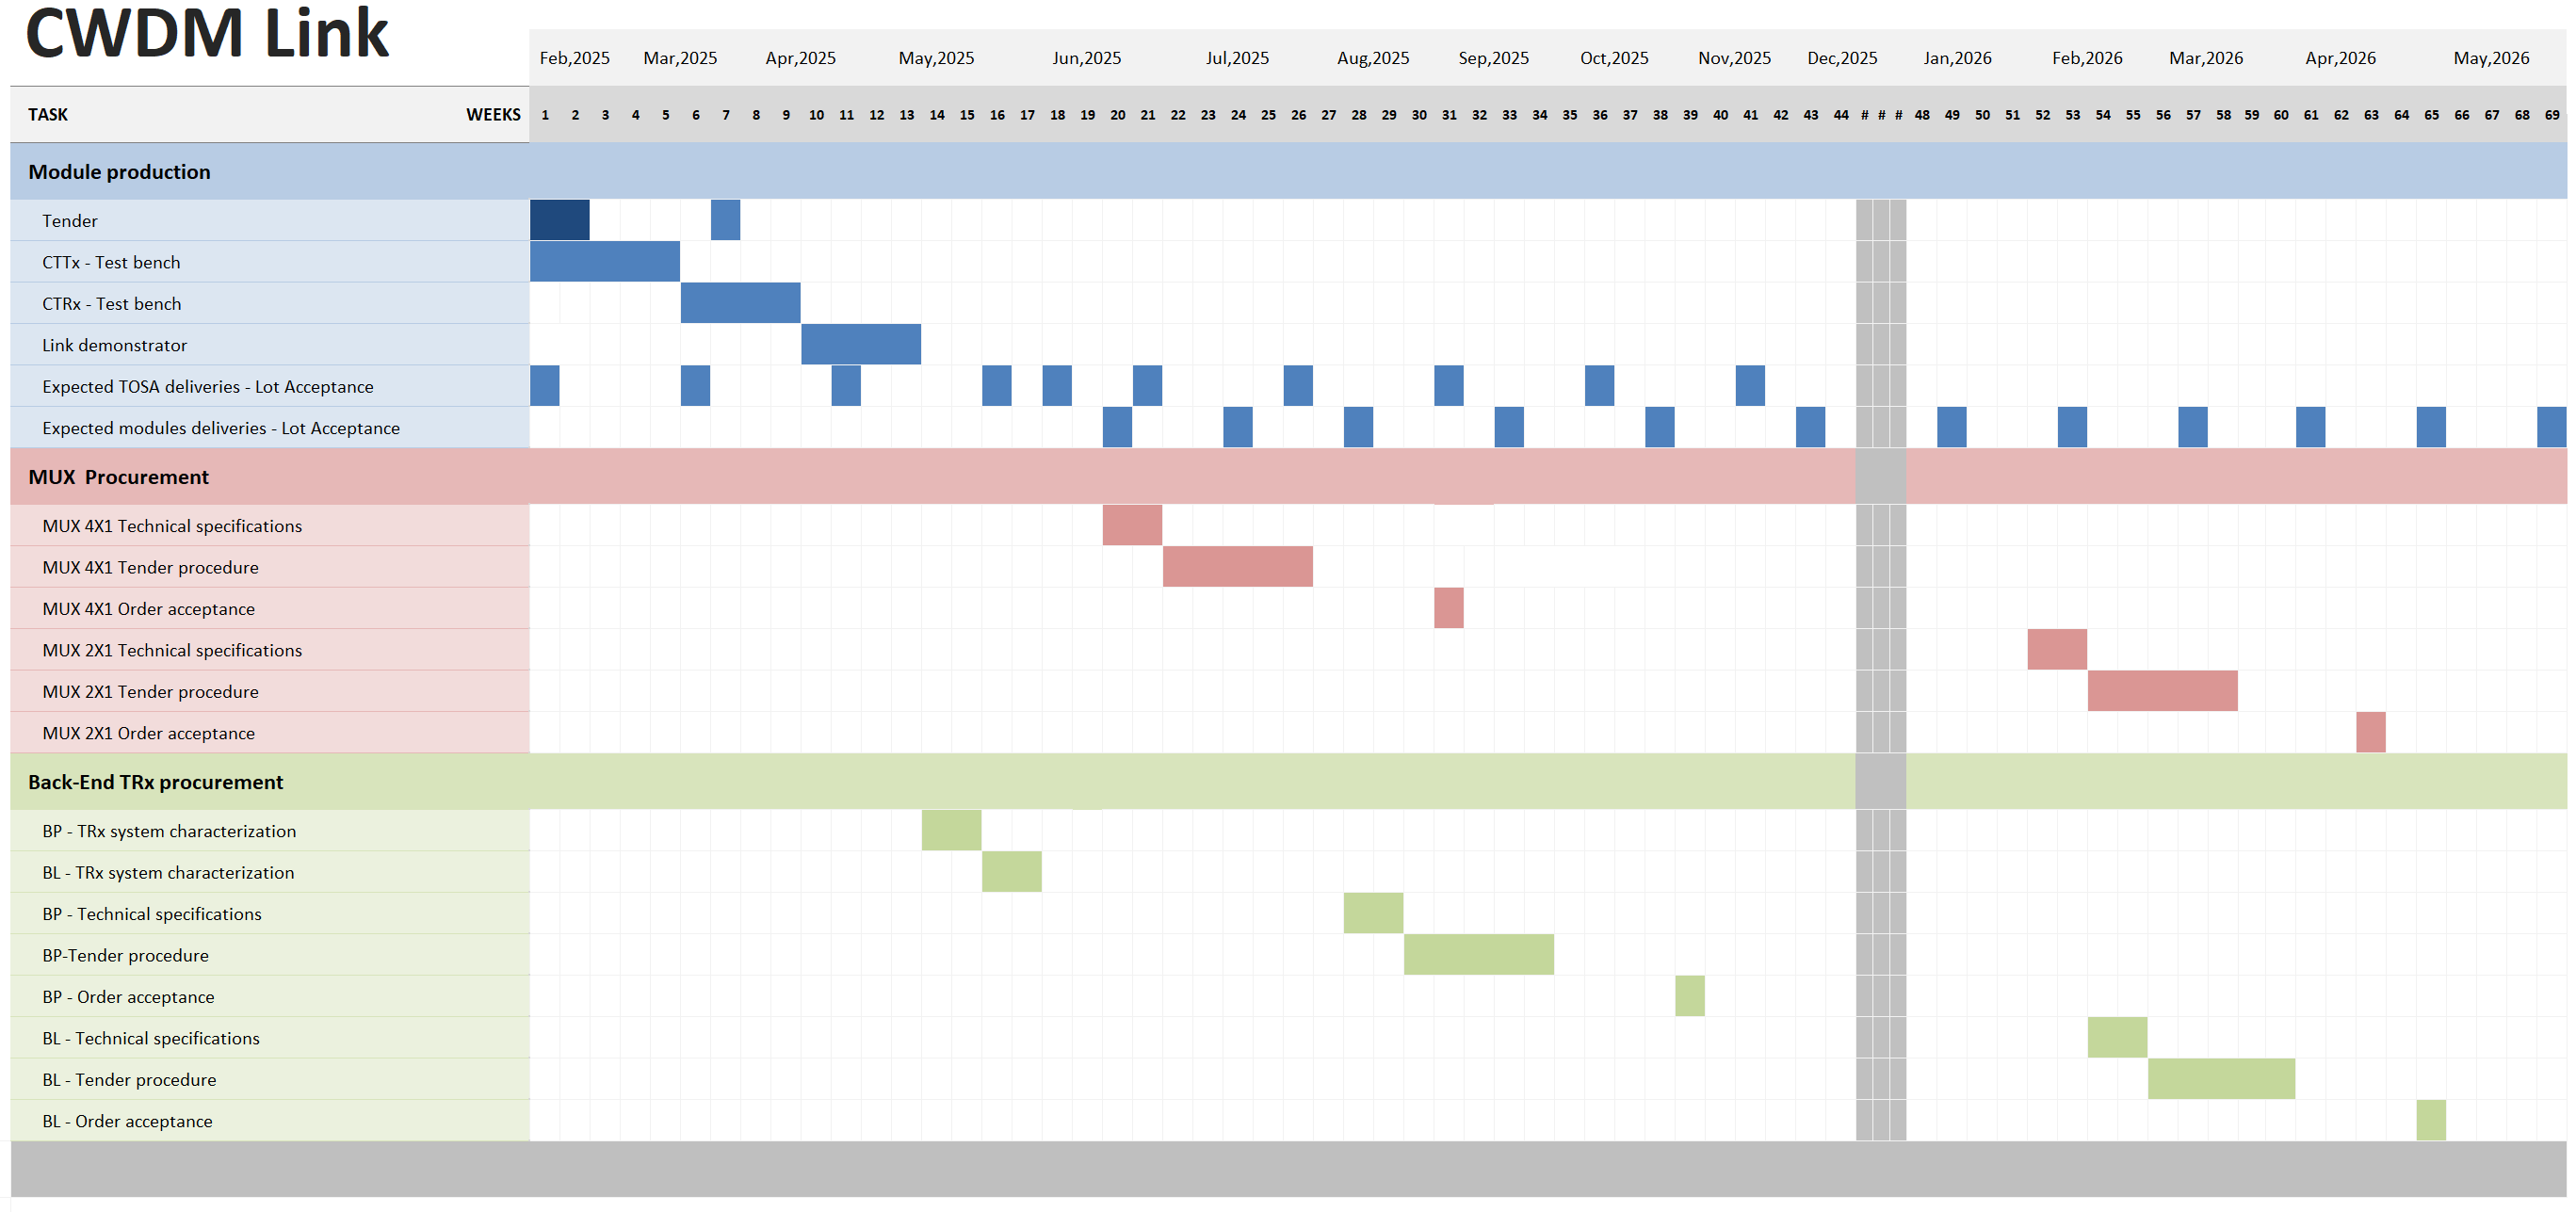 CWDM Link
Feb,2025 Mar,2025 Apr,2025 May,2025 Jun,2025 Jul,2025 Aug,2025 Sep,2025 Oct,2025 Nov,2025 Dec,2025 Jan,2026 Feb,2026 Mar,2026 Apr,2026 May,2026
TASK WEEKS 1 2 3 4 5 6 7 8 9 10 11 12 13 14 15 16 17 18 19 20 21 22 23 24 25 26 27 28 29 30 31 32 33 34 35 36 37 38 39 40 41 42 43 44 # # # 48 49 50 51 52 53 54 55 56 57 58 59 60 61 62 63 64 65 66 67 68 69
Module production
Tender
CTTx - Test bench
CTRx - Test bench
Link demonstrator
Expected TOSA deliveries - Lot Acceptance
Expected modules deliveries - Lot Acceptance
MUX  Procurement
MUX 4X1 Technical specifications
MUX 4X1 Tender procedure
MUX 4X1 Order acceptance
MUX 2X1 Technical specifications
MUX 2X1 Tender procedure
MUX 2X1 Order acceptance
Back-End TRx procurement
BP - TRx system characterization
BL - TRx system characterization
BP - Technical specifications
BP-Tender procedure
BP - Order acceptance
BL - Technical specifications
BL - Tender procedure
BL - Order acceptance